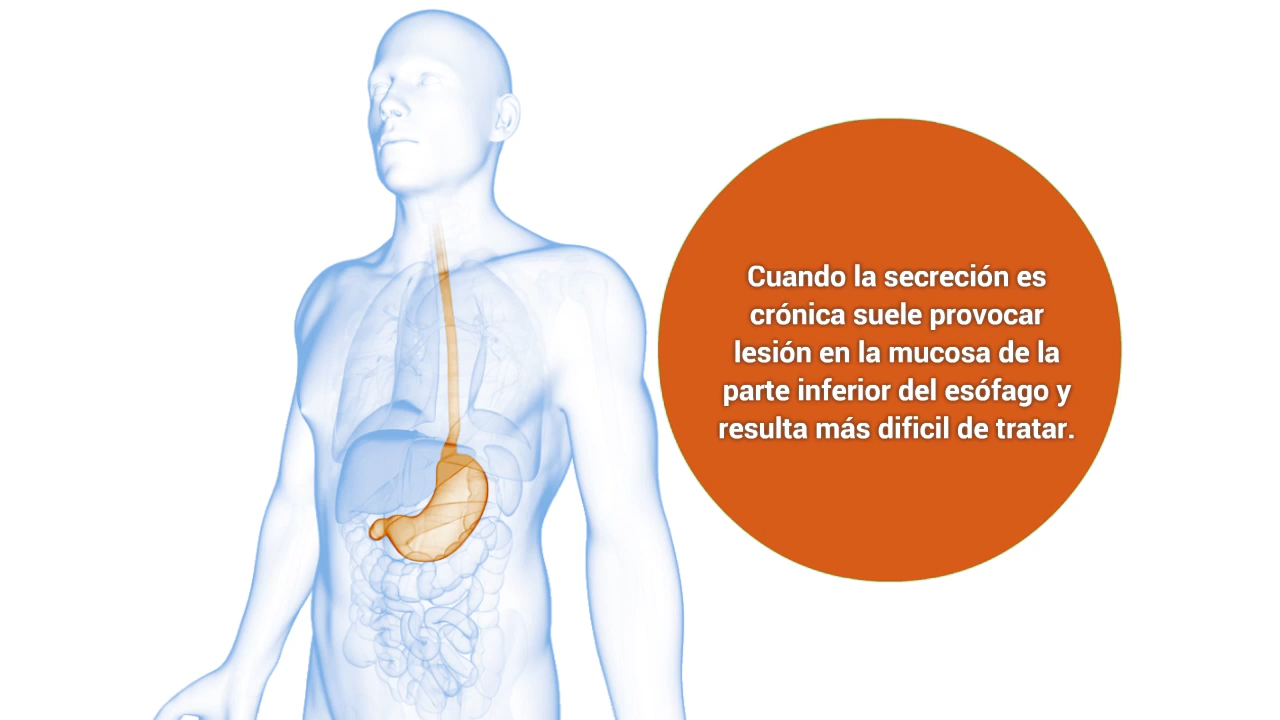 Cuando la secreción es
crónica suele provocar
lesión en la mucosa de la
parte inferior del esófago y
resulta más dificil de tratar.